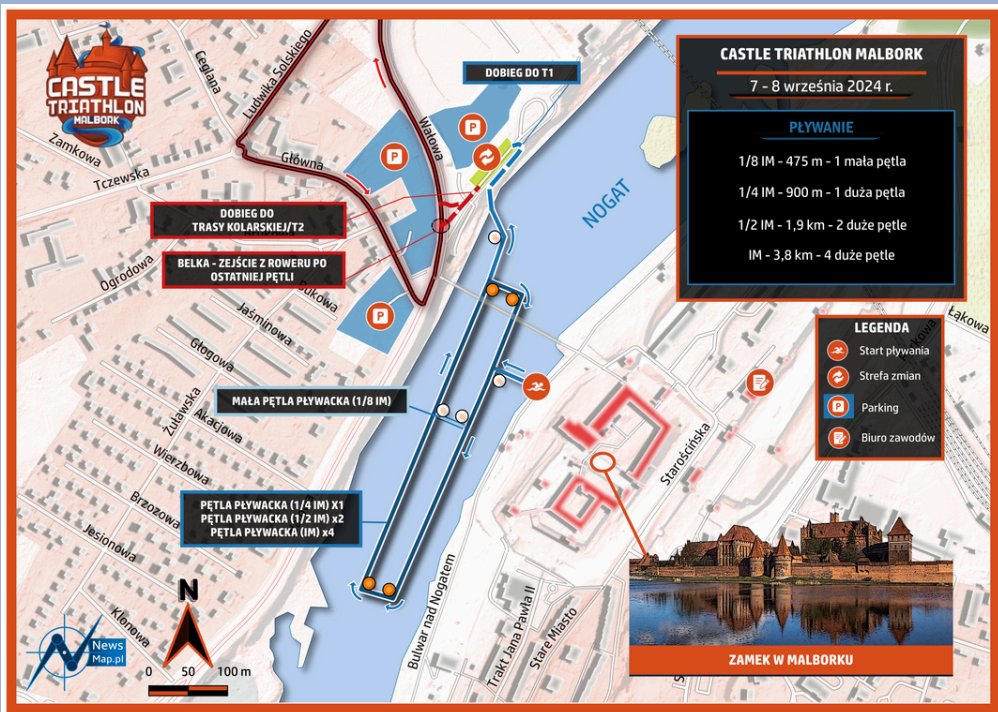 CASTLE
TRIATHLON
MALBORK
Ceglana
Ludwika Solskiego
Zamkowa
Tczewska
Główna
Wałowa
DOBIEG DO T1
P
P
NOGAT
CASTLE TRIATHLON MALBORK
7 - 8 września 2024 r.
PŁYWANIE
1/8 IM - 475 m - 1 mała pętla
1/4 IM - 900 m - 1 duża pętla
1/2 IM - 1,9 km - 2 duże pętle
IM - 3,8 km - 4 duże pętle
DOBIEG DO
TRASY KOLARSKIEJ/T2
BELKA - ZEJŚCIE Z ROWERU PO
OSTATNIEJ PĘTLI
Ogrodowa
Bukowa
P
Jaśminowa
Głogowa
Żuławska
Akacjowa
Wierzbowa
Brzozowa
Jesionowa
Klonowa
MAŁA PĘTLA PŁYWACKA (1/8 IM)
PĘTLA PŁYWACKA (1/4 IM) X1
PĘTLA PŁYWACKA (1/2 IM) x2
PĘTLA PŁYWACKA (IM) x4
Łąkowa
LEGENDA
Start pływania
Strefa zmian
P
Parking
Biuro zawodów
Starościńska
Bulwar nad Nogatem
Trakt Jana Pawła II
Stare Miasto
ZAMEK W MALBORKU
N
0 50 100 m
News
Map.pl